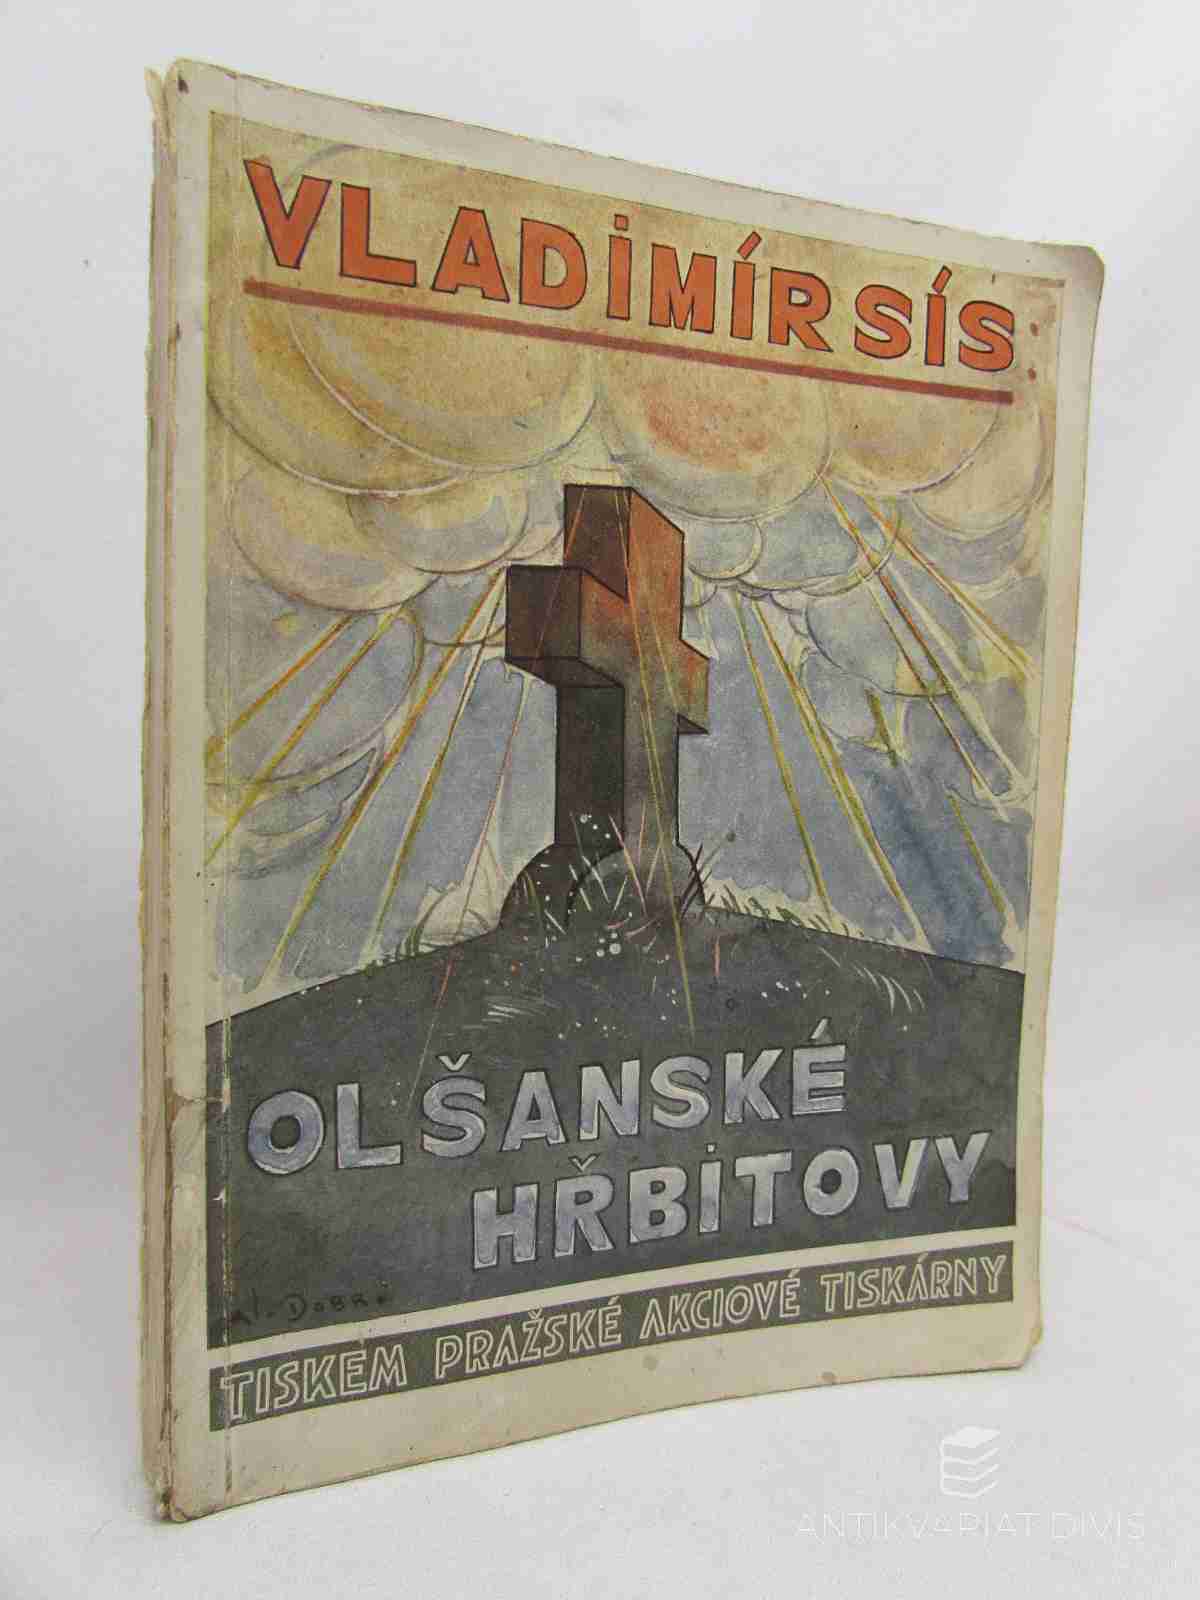 VLADIMÍR SÍS
OLŠANSKÉ
HŘBITOVY
TISKEM PRAŽSKÉ AKCIOVÉ TISKÁRNY
ANTIKVARIAT DIVIS